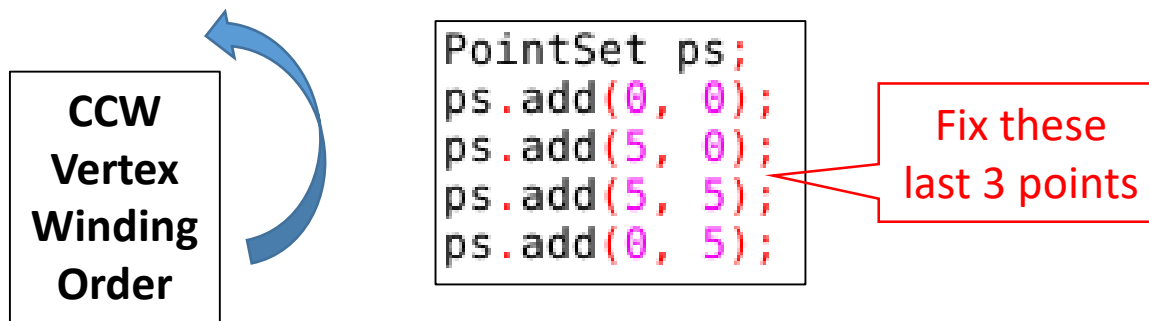 CCW
Vertex
Winding
Order
PointSet ps;
ps.add(0, 0);
ps.add(5, 0);
ps.add(5, 5);
ps.add(0, 5);
Fix these
last 3 points